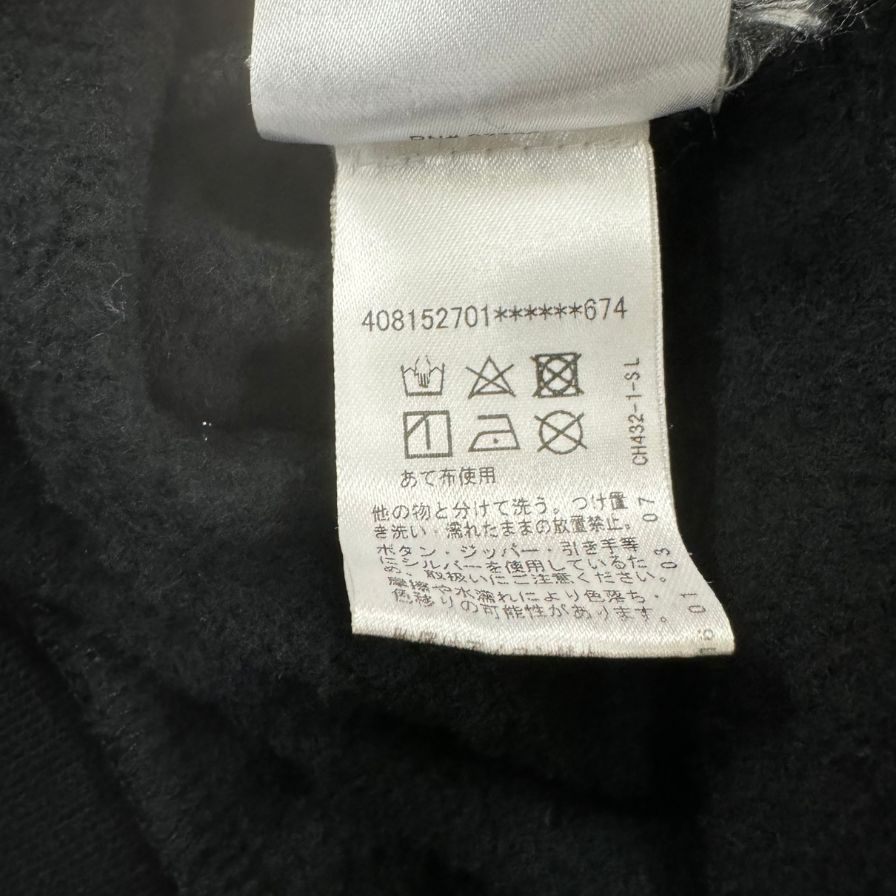 408152701******674
あて布使用
他の物と分けて洗う。つけ置
き洗い・濡れたままの放置禁止。
ボタン・ジッパー・引き手等
にシルバーを使用しているた
め、取扱いにご注意ください。
摩擦や水濡れにより色落ち・
色移りの可能性があります。
CH432-1-SL
01 03 07